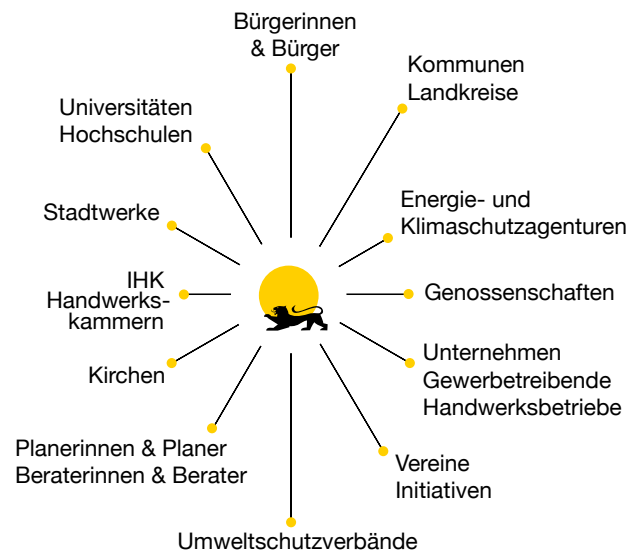 Bürgerinnen
& Bürger
Kommunen
Landkreise
Universitäten
Hochschulen
Stadtwerke
Energie- und
Klimaschutzagenturen
IHK
Handwerks-
kammern
Genossenschaften
Kirchen
Unternehmen
Gewerbetreibende
Handwerksbetriebe
Planerinnen & Planer
Beraterinnen & Berater
Vereine
Initiativen
Umweltschutzverbände